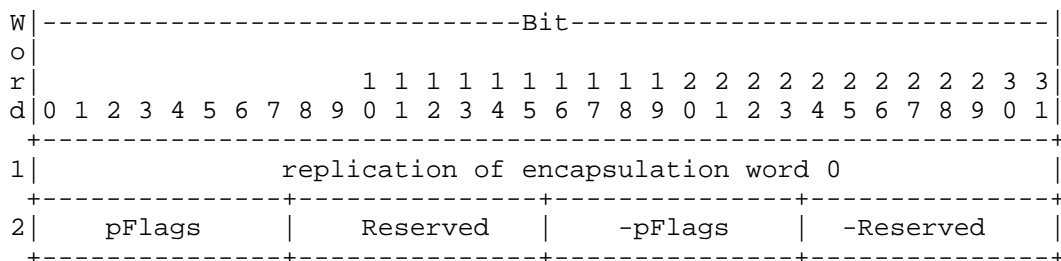 W|------------------------------Bit------------------------------|
o|                                                               |
r|                    1 1 1 1 1 1 1 1 1 1 2 2 2 2 2 2 2 2 2 2 3 3|
d|0 1 2 3 4 5 6 7 8 9 0 1 2 3 4 5 6 7 8 9 0 1 2 3 4 5 6 7 8 9 0 1|
 +---------------------------------------------------------------+
1|               replication of encapsulation word 0             |
 +---------------+---------------+---------------+---------------+
2|    pFlags     |    Reserved   |    -pFlags    |  -Reserved    |
 +---------------+---------------+---------------+---------------+